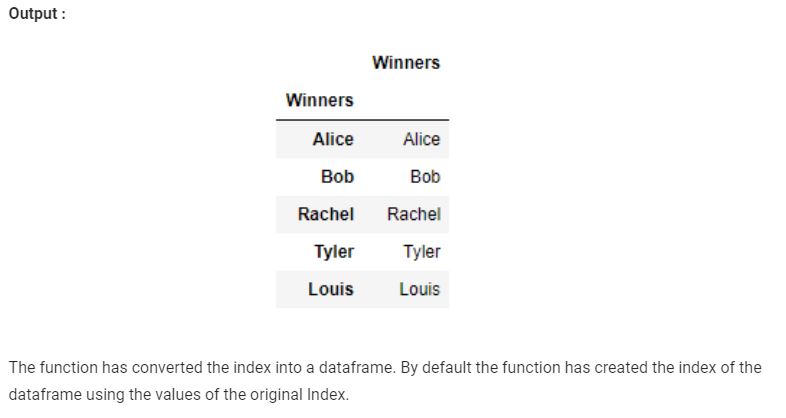 Output :
Winners
Winners
Alice Alice
Bob Bob
Rachel Rachel
Tyler Tyler
Louis Louis
The function has converted the index into a dataframe. By default the function has created the index of the
dataframe using the values of the original Index.